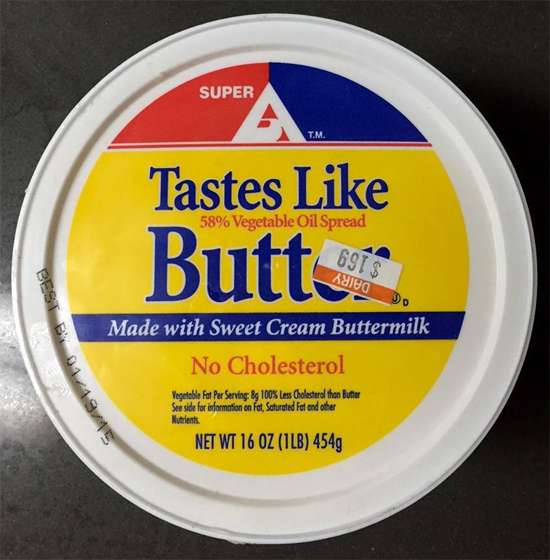 SUPER
A
T.M.
Tastes Like
58% Vegetable Oil Spread
Butter
DAIRY
$ 169
Ⓤ D
Made with Sweet Cream Buttermilk
No Cholesterol
Vegetable Fat Per Serving: 8g 100% Less Cholesterol than Butter
See side for information on Fat, Saturated Fat and other
Nutrients.
NET WT 16 OZ (1LB) 454g
BEST BY 01/19/15